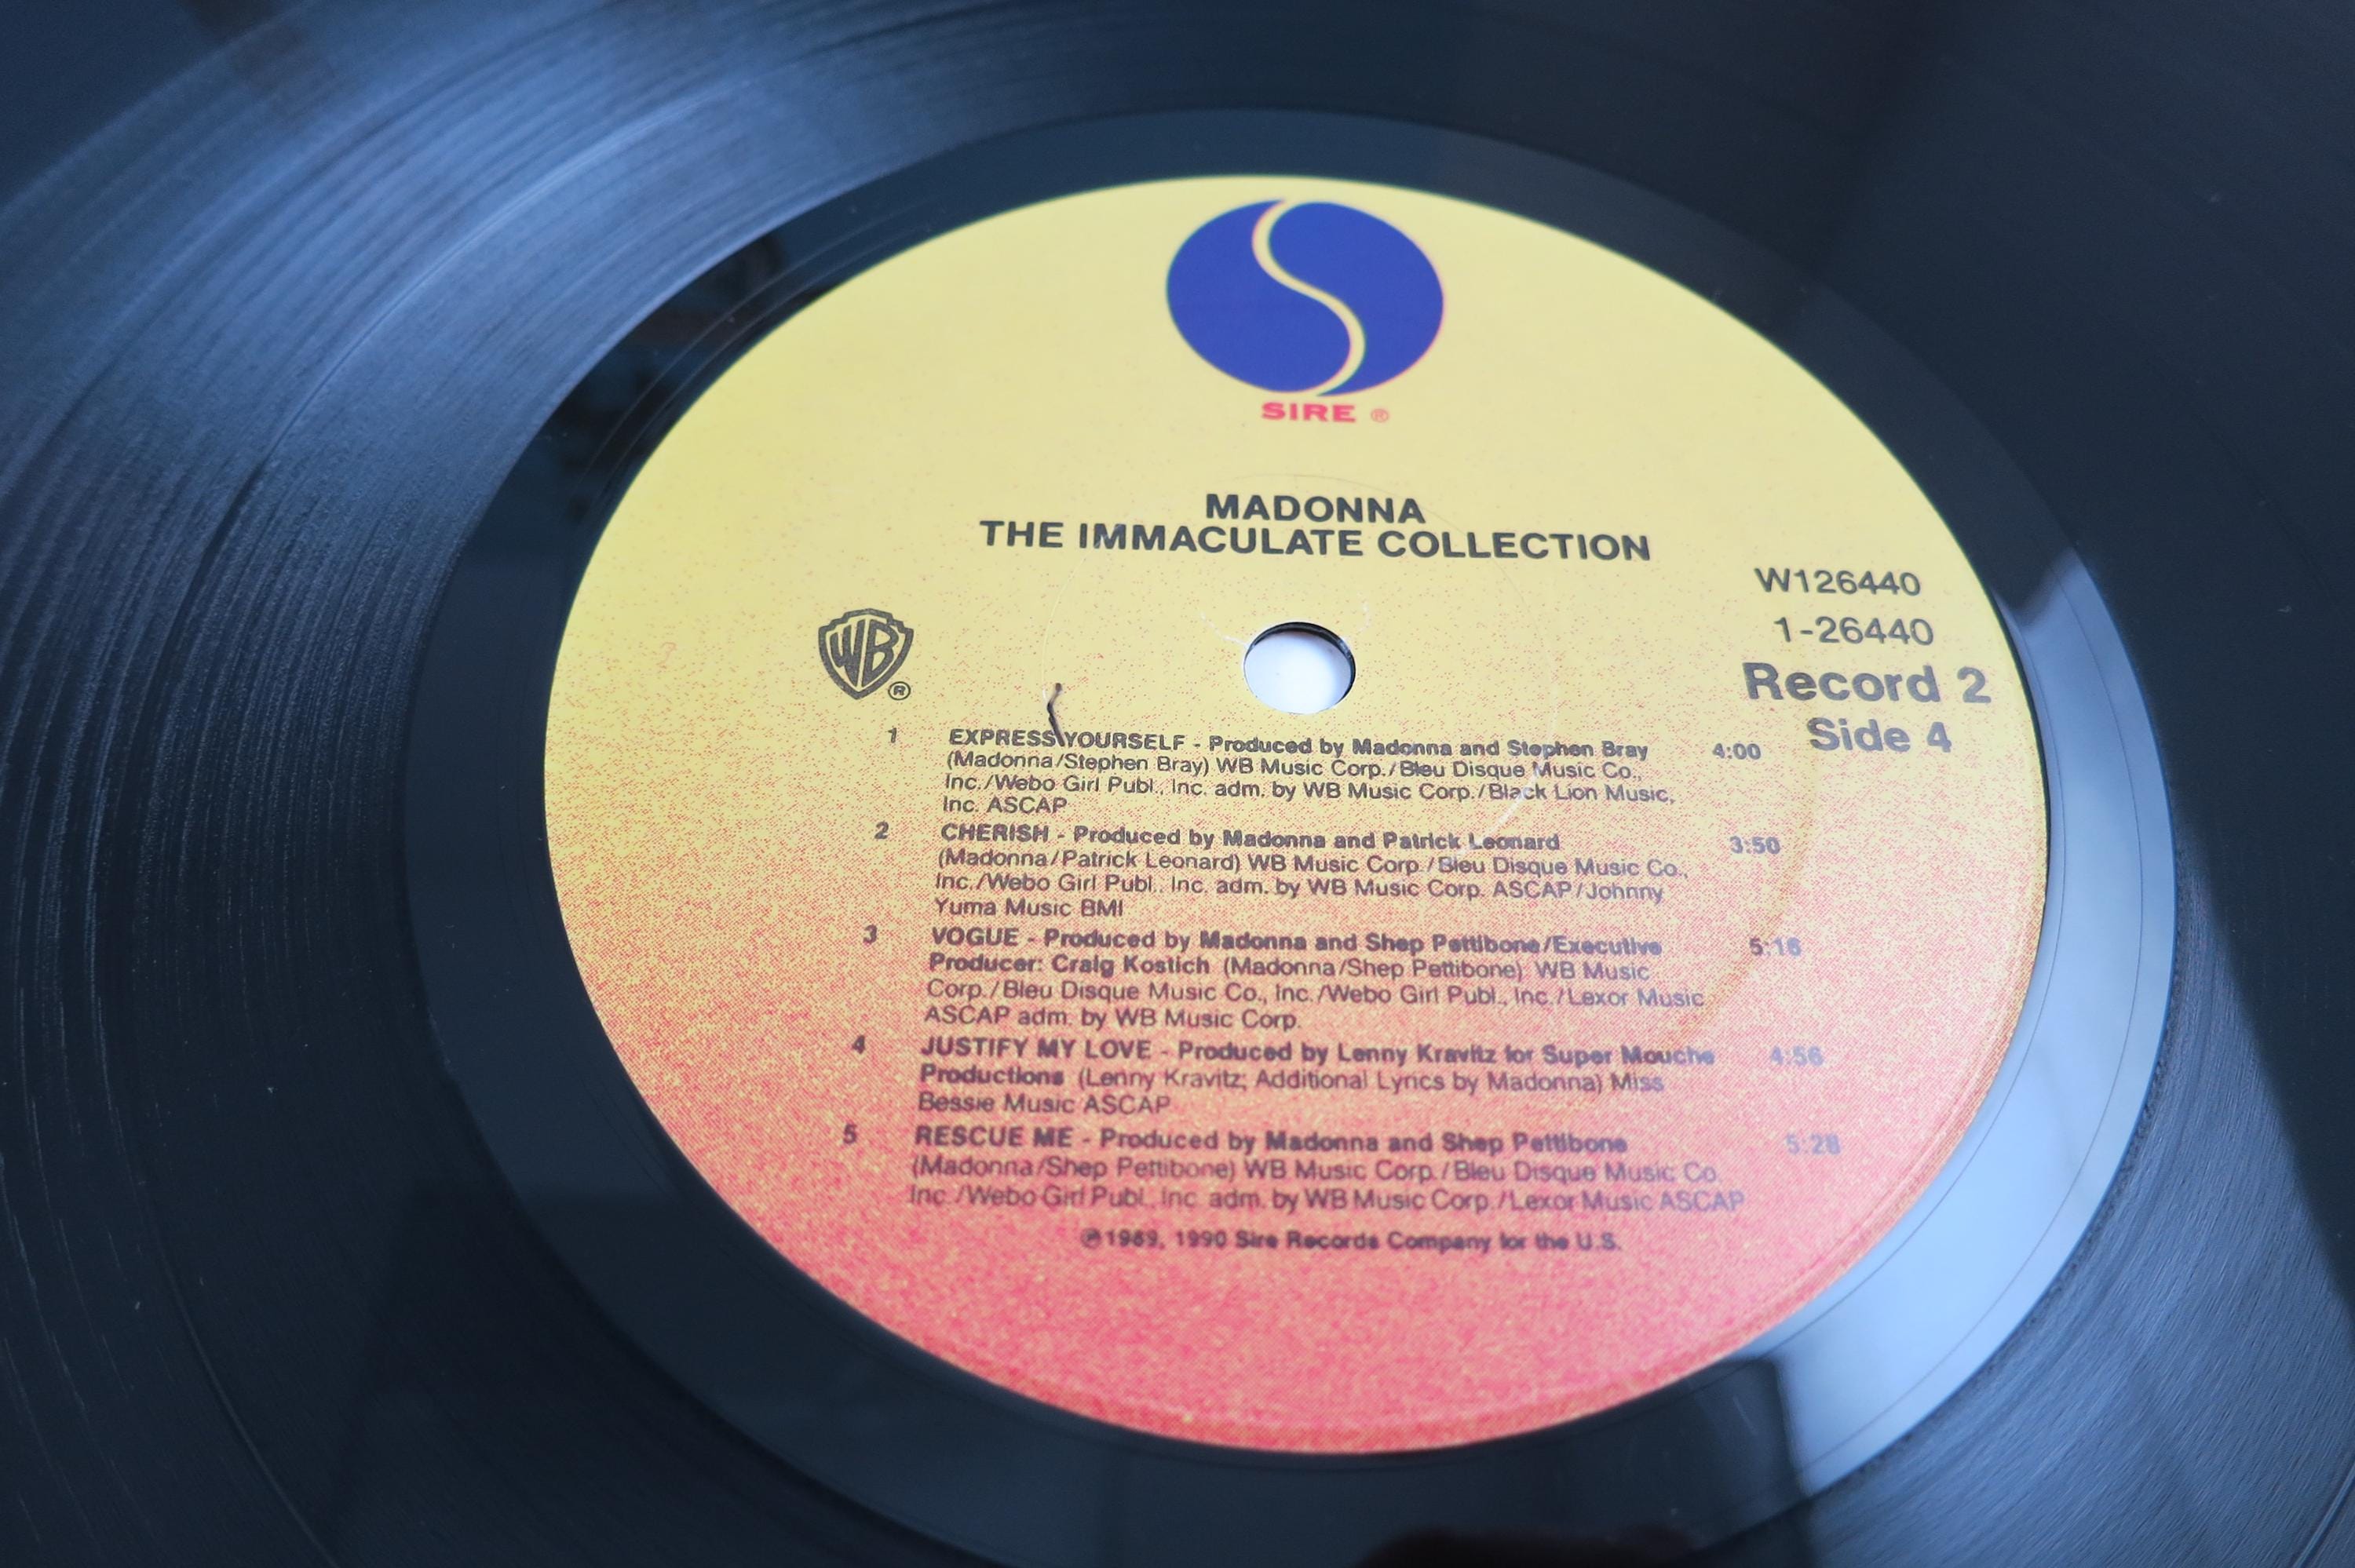 SIRE ®
MADONNA
THE IMMACULATE COLLECTION
W126440
1-26440
Record 2
Side 4
WB ®
1 EXPRESS YOURSELF - Produced by Madonna and Stephen Bray 4:00
(Madonna/Stephen Bray) WB Music Corp./Bleu Disque Music Co.,
Inc./Webo Girl Publ., Inc. adm. by WB Music Corp./Black Lion Music,
Inc. ASCAP
2 CHERISH - Produced by Madonna and Patrick Leonard 3:50
(Madonna/Patrick Leonard) WB Music Corp./Bleu Disque Music Co.,
Inc./Webo Girl Publ., Inc. adm. by WB Music Corp. ASCAP/Johnny
Yuma Music BMI
3 VOGUE - Produced by Madonna and Shep Pettibone/Executive 5:16
Producer: Craig Kostich (Madonna/Shep Pettibone) WB Music
Corp./Bleu Disque Music Co., Inc./Webo Girl Publ., Inc./Lexor Music
ASCAP adm. by WB Music Corp.
4 JUSTIFY MY LOVE - Produced by Lenny Kravitz for Super Mouche 4:56
Productions (Lenny Kravitz; Additional Lyrics by Madonna) Miss
Bessie Music ASCAP
5 RESCUE ME - Produced by Madonna and Shep Pettibone 5:28
(Madonna/Shep Pettibone) WB Music Corp./Bleu Disque Music Co.
Inc./Webo Girl Publ., Inc. adm. by WB Music Corp./Lexor Music ASCAP
℗1989, 1990 Sire Records Company for the U.S.